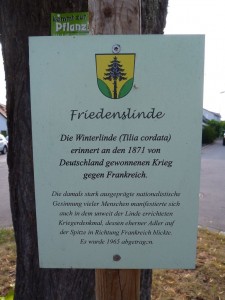 Pflanz!
Friedenslinde
Die Winterlinde (Tilia cordata)
erinnert an den 1871 von
Deutschland gewonnenen Krieg
gegen Frankreich.
Die damals stark ausgeprägte nationalistische
Gesinnung vieler Menschen manifestierte sich
auch in dem unweit der Linde errichteten
Kriegerdenkmal, dessen eherner Adler auf
der Spitze in Richtung Frankreich blickte.
Es wurde 1965 abgetragen.